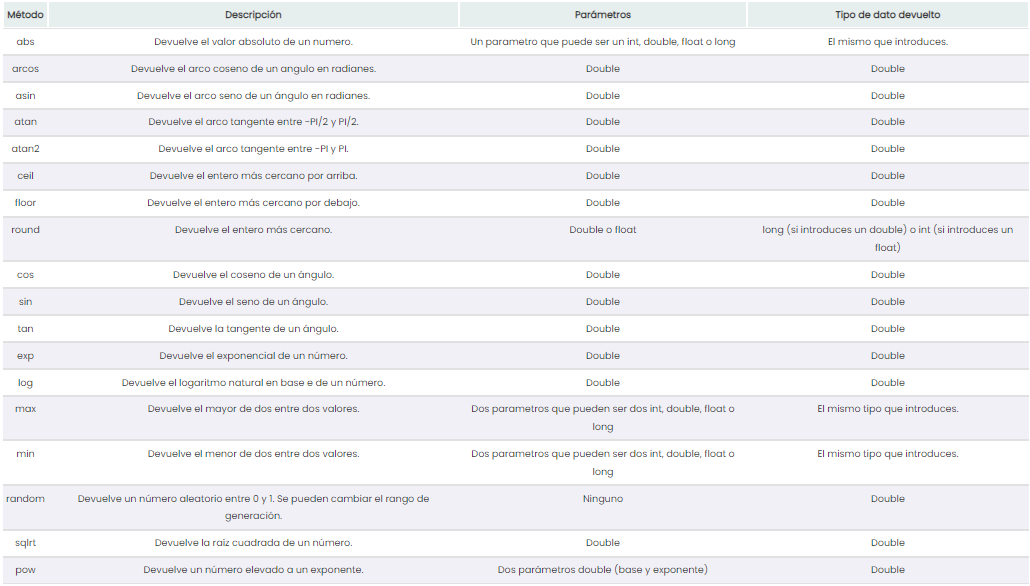 Método Descripción Parámetros Tipo de dato devuelto
abs Devuelve el valor absoluto de un numero. Un parametro que puede ser un int, double, float o long El mismo que introduces.
arcos Devuelve el arco coseno de un angulo en radianes. Double Double
asin Devuelve el arco seno de un ángulo en radianes. Double Double
atan Devuelve el arco tangente entre -PI/2 y PI/2. Double Double
atan2 Devuelve el arco tangente entre -PI y PI. Double Double
ceil Devuelve el entero más cercano por arriba. Double Double
floor Devuelve el entero más cercano por debajo. Double Double
round Devuelve el entero más cercano. Double o float long (si introduces un double) o int (si introduces un
float)
cos Devuelve el coseno de un ángulo. Double Double
sin Devuelve el seno de un ángulo. Double Double
tan Devuelve la tangente de un ángulo. Double Double
exp Devuelve el exponencial de un número. Double Double
log Devuelve el logaritmo natural en base e de un número. Double Double
max Devuelve el mayor de dos entre dos valores. Dos parametros que pueden ser dos int, double, float o El mismo tipo que introduces.
long
min Devuelve el menor de dos entre dos valores. Dos parametros que pueden ser dos int, double, float o El mismo tipo que introduces.
long
random Devuelve un número aleatorio entre 0 y 1. Se pueden cambiar el rango de Ninguno Double
generación.
sqlrt Devuelve la raíz cuadrada de un número. Double Double
pow Devuelve un número elevado a un exponente. Dos parámetros double (base y exponente) Double